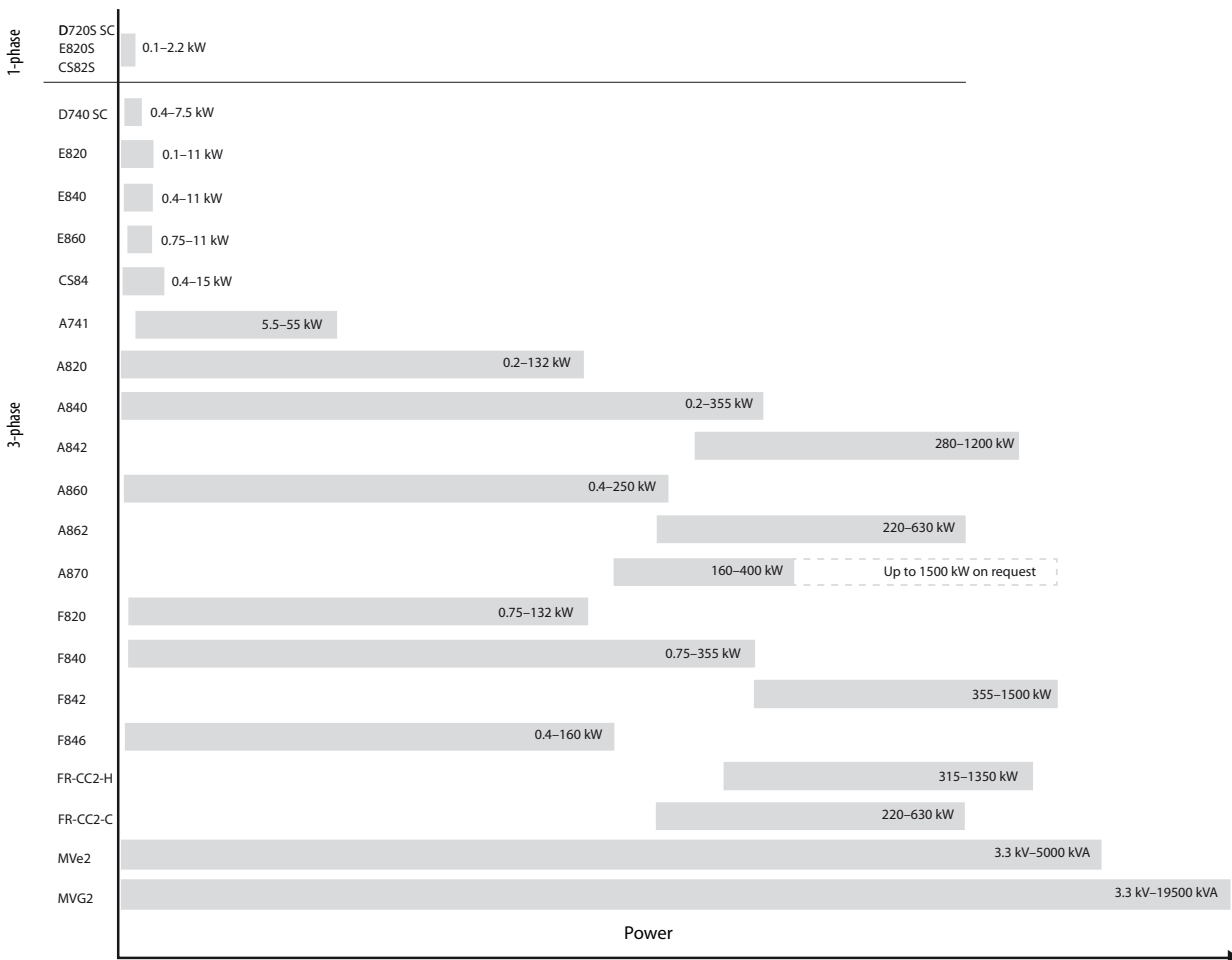 1-phase
D720S SC
E820S
CS82S
0.1–2.2 kW
3-phase
D740 SC
0.4–7.5 kW
E820
0.1–11 kW
E840
0.4–11 kW
E860
0.75–11 kW
CS84
0.4–15 kW
A741
5.5–55 kW
A820
0.2–132 kW
A840
0.2–355 kW
A842
280–1200 kW
A860
0.4–250 kW
A862
220–630 kW
A870
160–400 kW
Up to 1500 kW on request
F820
0.75–132 kW
F840
0.75–355 kW
F842
355–1500 kW
F846
0.4–160 kW
FR-CC2-H
315–1350 kW
FR-CC2-C
220–630 kW
MVe2
3.3 kV–5000 kVA
MVG2
3.3 kV–19500 kVA
Power